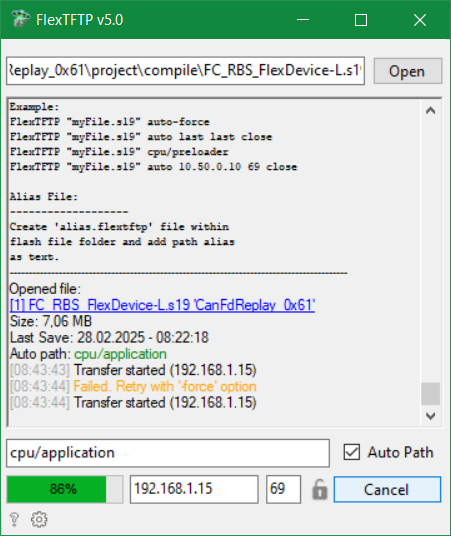 FlexTFTP v5.0
Replay_0x61\project\compile\FC_RBS_FlexDevice-L.s19
Open
Example:
FlexTFTP "myFile.s19" auto-force
FlexTFTP "myFile.s19" auto last last close
FlexTFTP "myFile.s19" cpu/preloader
FlexTFTP "myFile.s19" auto 10.50.0.10 69 close
Alias File:
-------------------
Create 'alias.flextftp' file within
flash file folder and add path alias
as text.
Opened file:
[1] FC_RBS_FlexDevice-L.s19 'CanFdReplay_0x61'
Size: 7,06 MB
Last Save: 28.02.2025 - 08:22:18
Auto path: cpu/application
[08:43:43] Transfer started (192.168.1.15)
[08:43:44] Failed. Retry with '-force' option
[08:43:44] Transfer started (192.168.1.15)
cpu/application
Auto Path
86%
192.168.1.15
69
Cancel
?